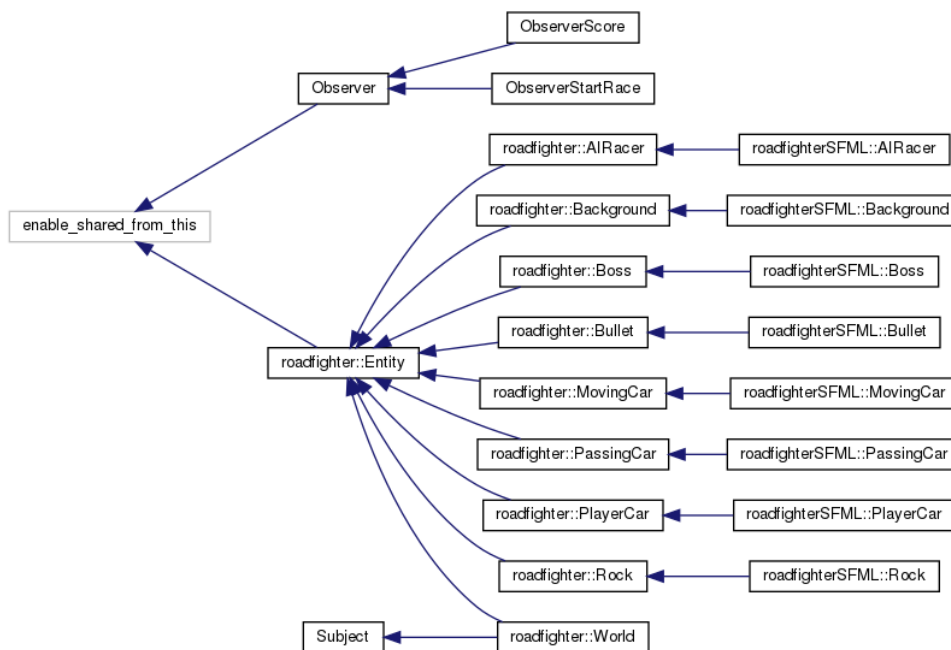 ObserverScore
Observer
ObserverStartRace
roadfighter::AIRacer
roadfighterSFML::AIRacer
roadfighter::Background
roadfighterSFML::Background
enable_shared_from_this
roadfighter::Boss
roadfighterSFML::Boss
roadfighter::Bullet
roadfighterSFML::Bullet
roadfighter::Entity
roadfighter::MovingCar
roadfighterSFML::MovingCar
roadfighter::PassingCar
roadfighterSFML::PassingCar
roadfighter::PlayerCar
roadfighterSFML::PlayerCar
roadfighter::Rock
roadfighterSFML::Rock
Subject
roadfighter::World